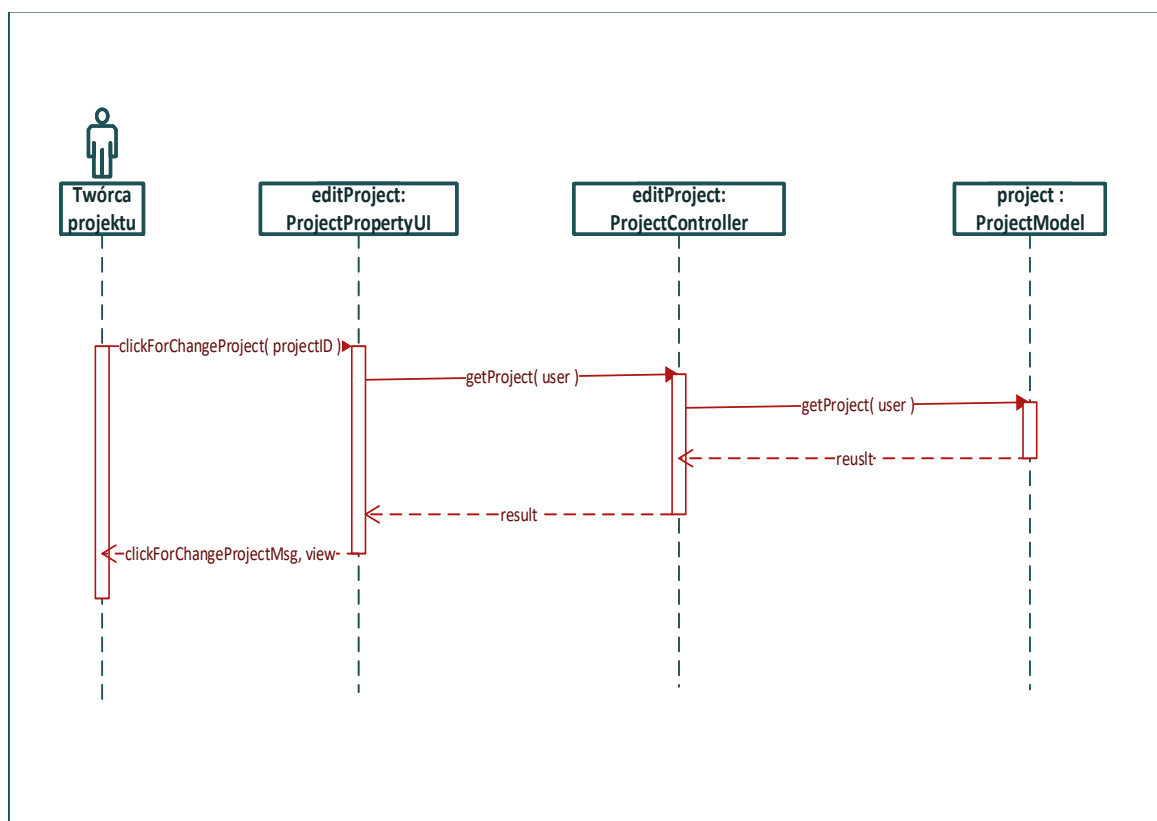 Twórca
projektu
editProject:
ProjectPropertyUI
editProject:
ProjectController
project :
ProjectModel
clickForChangeProject( projectID )
getProject( user )
getProject( user )
reuslt
result
clickForChangeProjectMsg, view